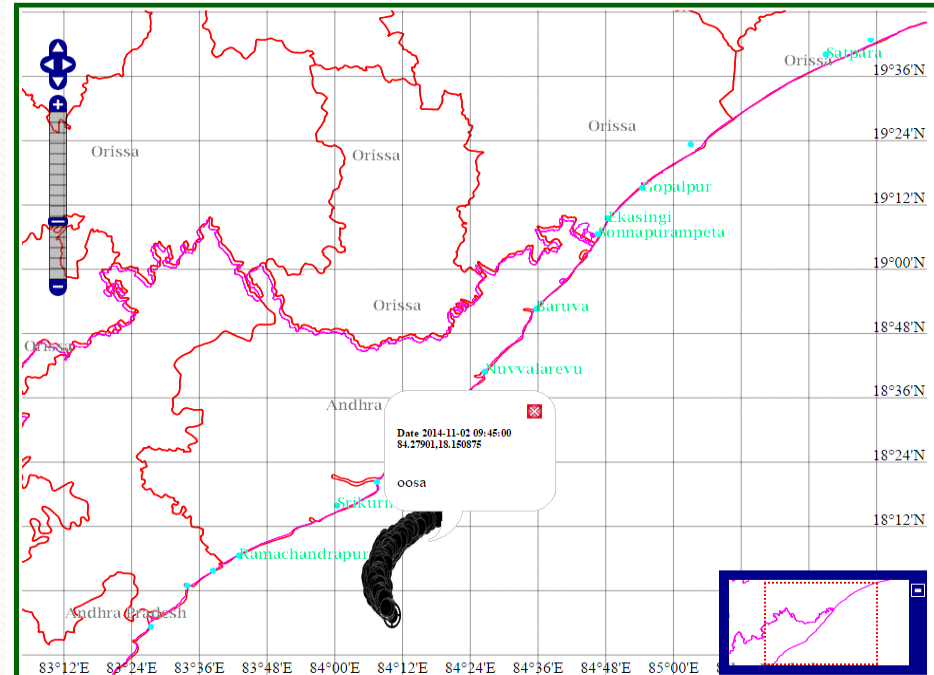 Satpara
Orissa
19°36'N
Orissa
19°24'N
Orissa
Orissa
Gopalpur
19°12'N
Ekasingi
Sonnapurampeta
19°00'N
Orissa
Baruva
18°48'N
Orissa
Nuvvalarevu
18°36'N
Andhra
Date 2014-11-02 09:45:00
84.27901,18.150875
18°24'N
oosa
Srikurm
18°12'N
Ramachandrapur
Andhra Pradesh
83°12'E 83°24'E 83°36'E 83°48'E 84°00'E 84°12'E 84°24'E 84°36'E 84°48'E 85°00'E